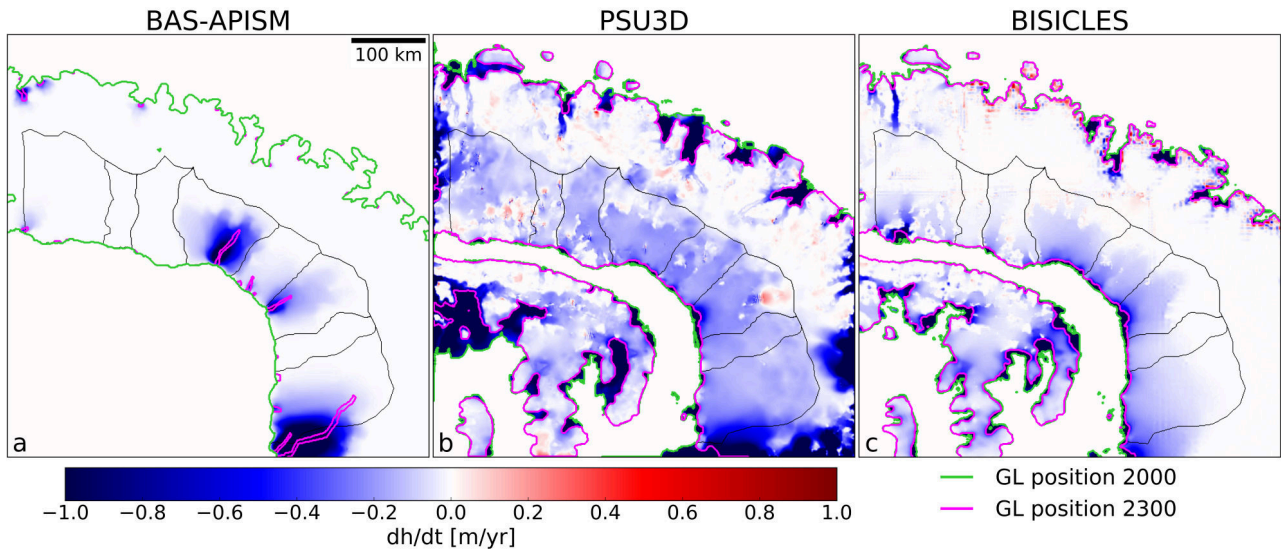 BAS-APISM
PSU3D
BISICLES
100 km
a
b
c
−1.0 −0.8 −0.6 −0.4 −0.2 0.0 0.2 0.4 0.6 0.8 1.0
dh/dt [m/yr]
GL position 2000
GL position 2300